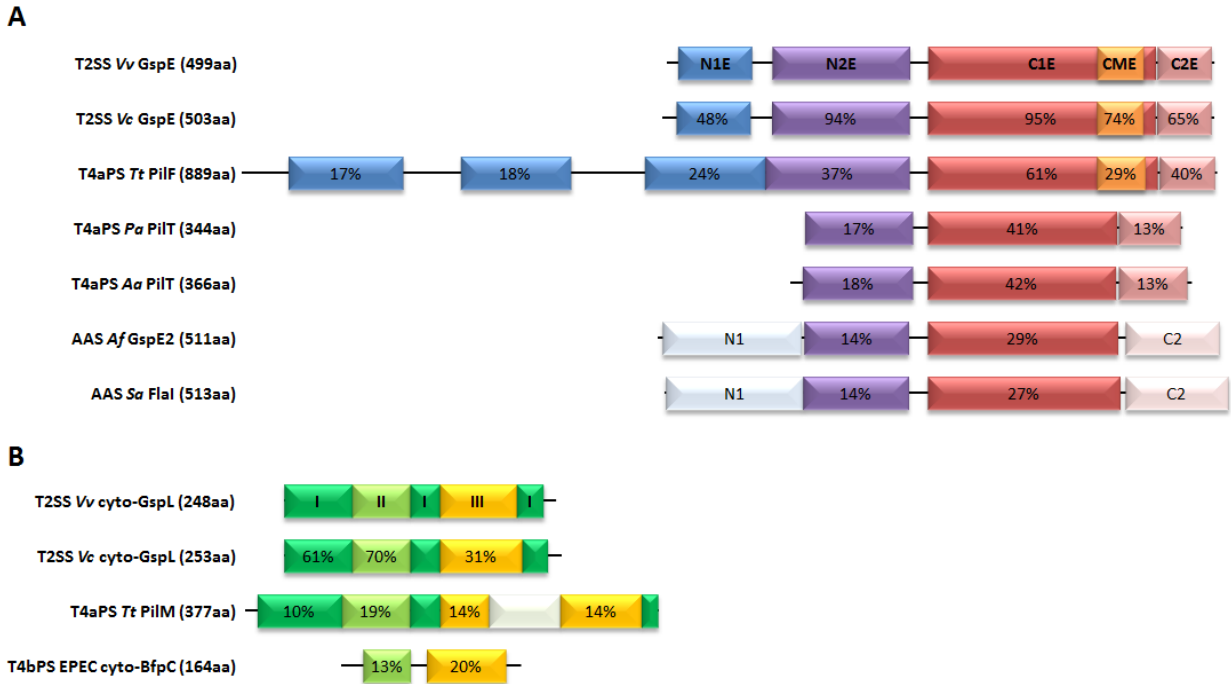 A
T2SS Vv GspE (499aa) N1E N2E C1E CME C2E
T2SS Vc GspE (503aa) 48% 94% 95% 74% 65%
T4aPS Tt PilF (889aa) 17% 18% 24% 37% 61% 29% 40%
T4aPS Pa PilT (344aa) 17% 41% 13%
T4aPS Aa PilT (366aa) 18% 42% 13%
AAS Af GspE2 (511aa) N1 14% 29% C2
AAS Sa FlaI (513aa) N1 14% 27% C2
B
T2SS Vv cyto-GspL (248aa) I II I III I
T2SS Vc cyto-GspL (253aa) 61% 70% 31%
T4aPS Tt PilM (377aa) 10% 19% 14% 14%
T4bPS EPEC cyto-BfpC (164aa) 13% 20%